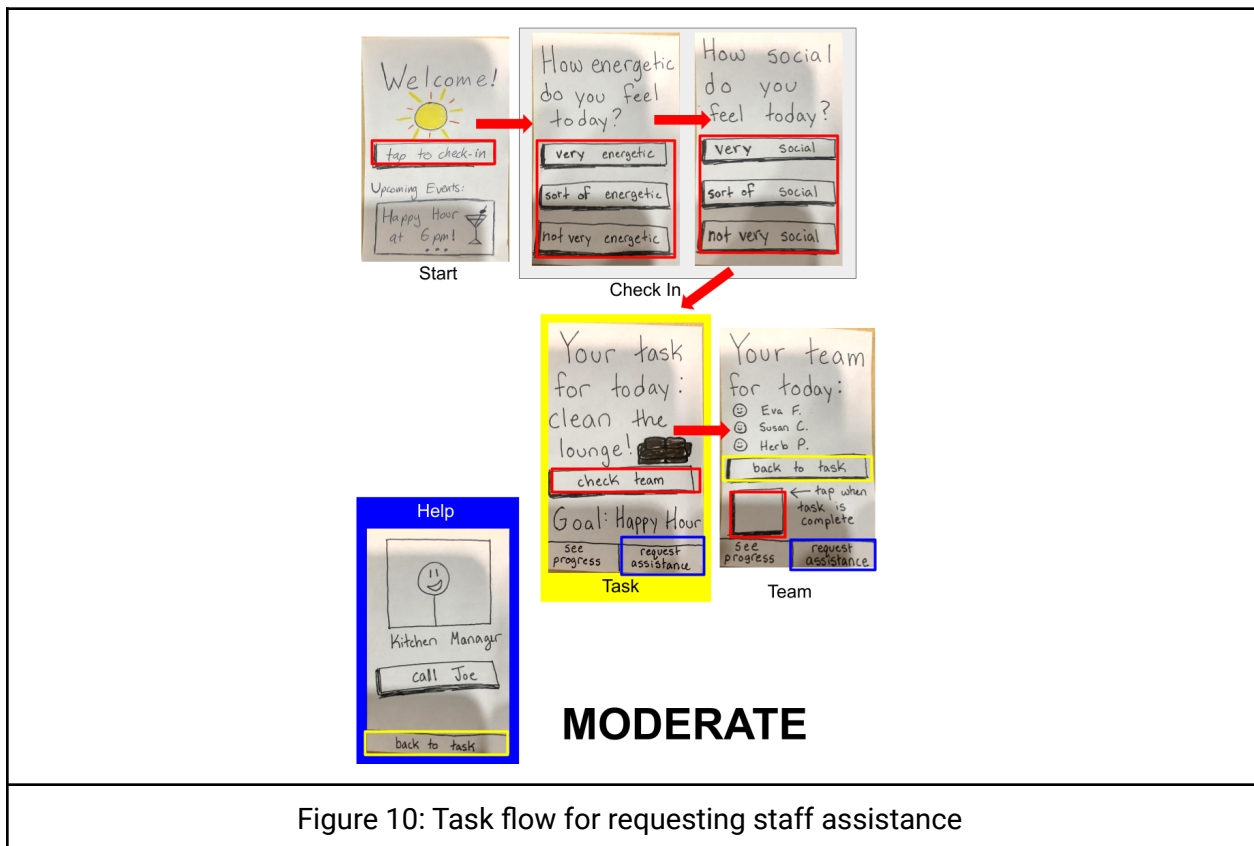 Welcome!
tap to check-in
Upcoming Events:
Happy Hour
at 6 pm!
Start
How energetic
do you feel
today?
very energetic
sort of energetic
not very energetic
How social
do you
feel today?
very social
sort of social
not very social
Check In
Your task
for today:
clean the
lounge!
check team
Goal: Happy Hour
see
progress
request
assistance
Task
Your team
for today:
Eva F.
Susan C.
Herb P.
back to task
← tap when
task is
complete
see
progress
request
assistance
Team
Help
Kitchen Manager
call Joe
back to task
MODERATE
Figure 10: Task flow for requesting staff assistance